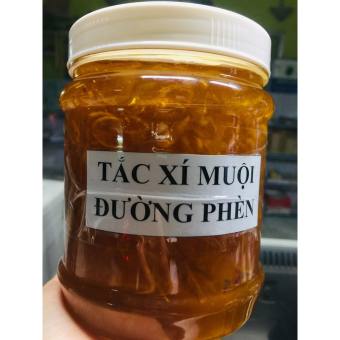 TẮC XÍ MUỘI
ĐƯỜNG PHÈN